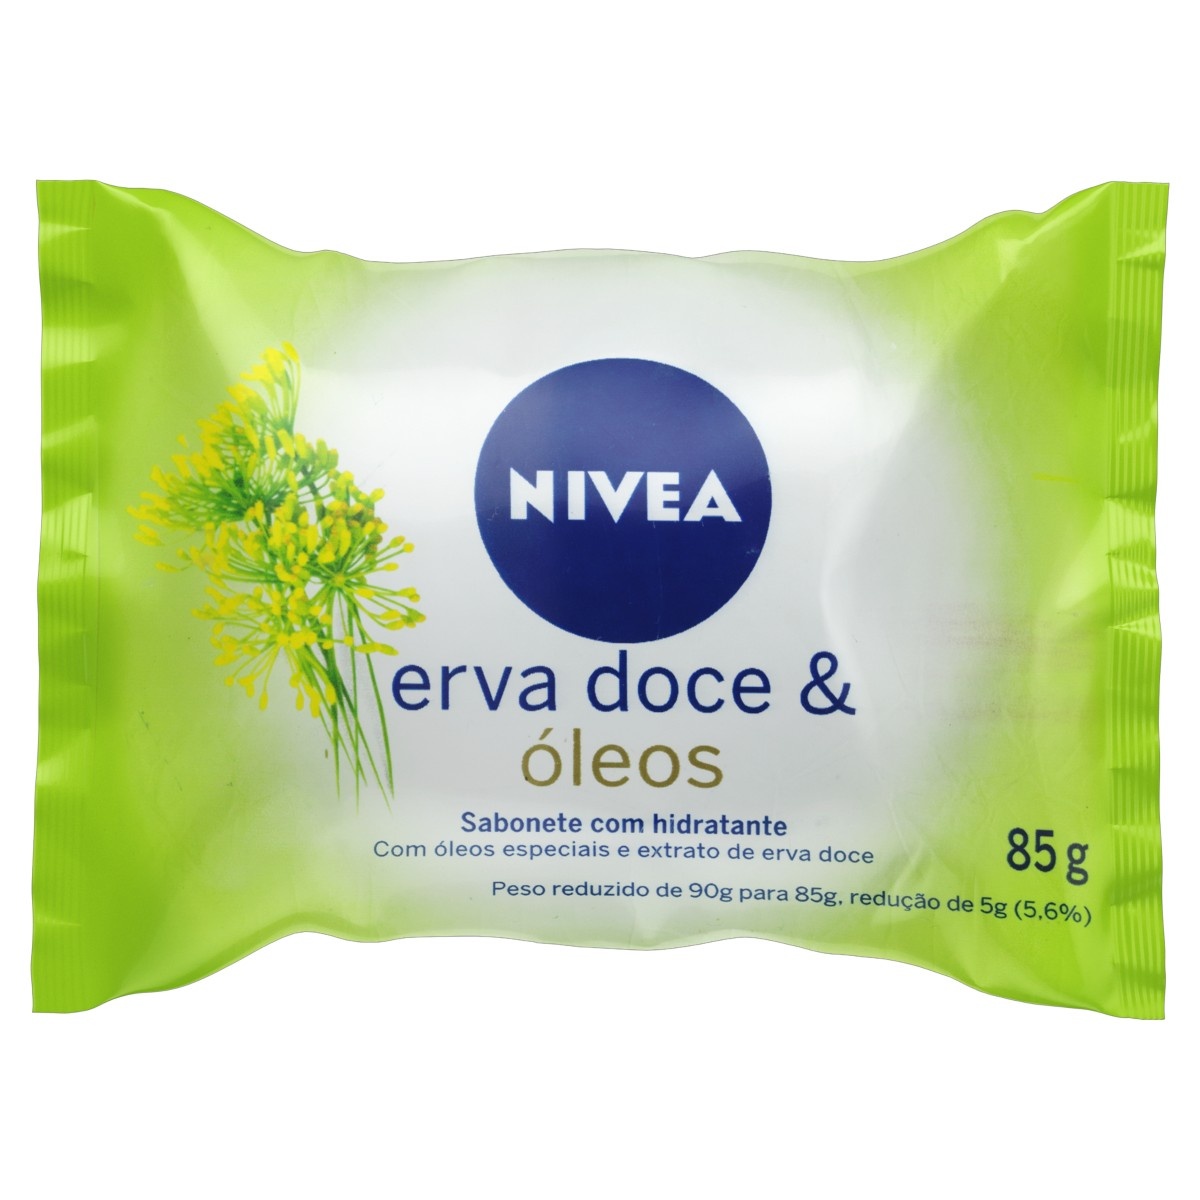 NIVEA
erva doce &
óleos
Sabonete com hidratante
Com óleos especiais e extrato de erva doce
85 g
Peso reduzido de 90g para 85g, redução de 5g (5,6%)